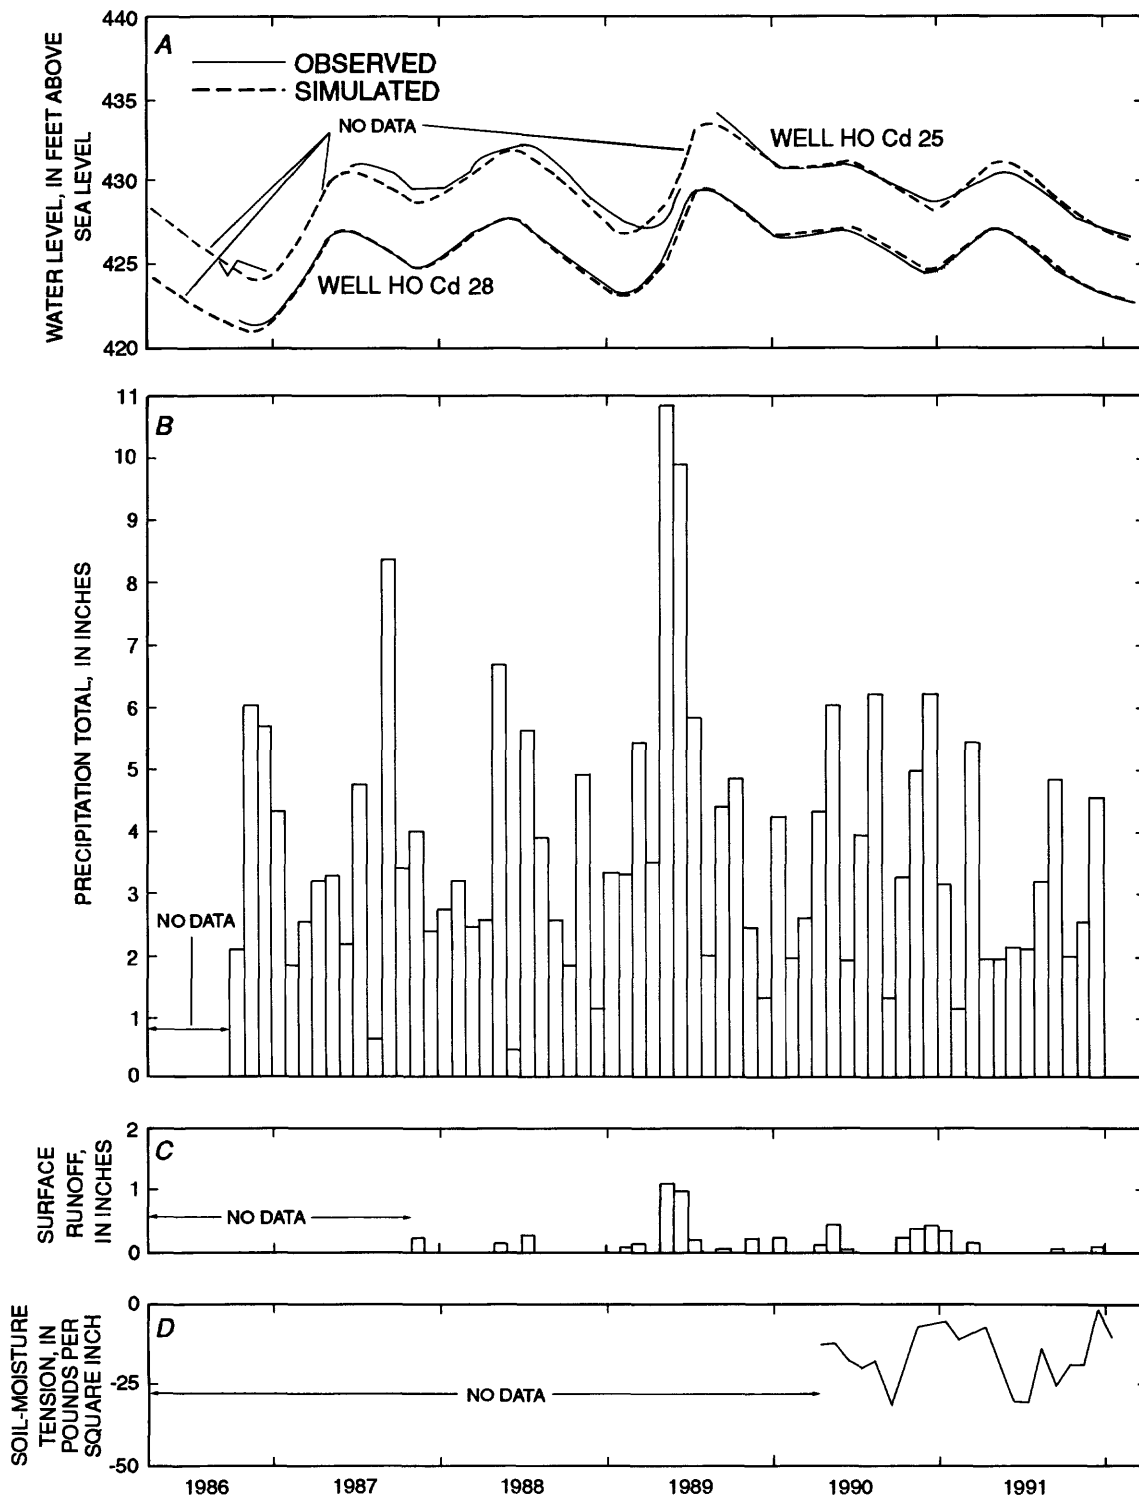 440
435
430
425
420
WATER LEVEL, IN FEET ABOVE
SEA LEVEL
A
OBSERVED
SIMULATED
NO DATA
WELL HO Cd 25
WELL HO Cd 28
11
10
9
8
7
6
5
4
3
2
1
0
PRECIPITATION TOTAL, IN INCHES
B
NO DATA
2
1
0
SURFACE
RUNOFF,
IN INCHES
C
NO DATA
0
-25
-50
SOIL-MOISTURE
TENSION, IN
POUNDS PER
SQUARE INCH
D
NO DATA
1986
1987
1988
1989
1990
1991